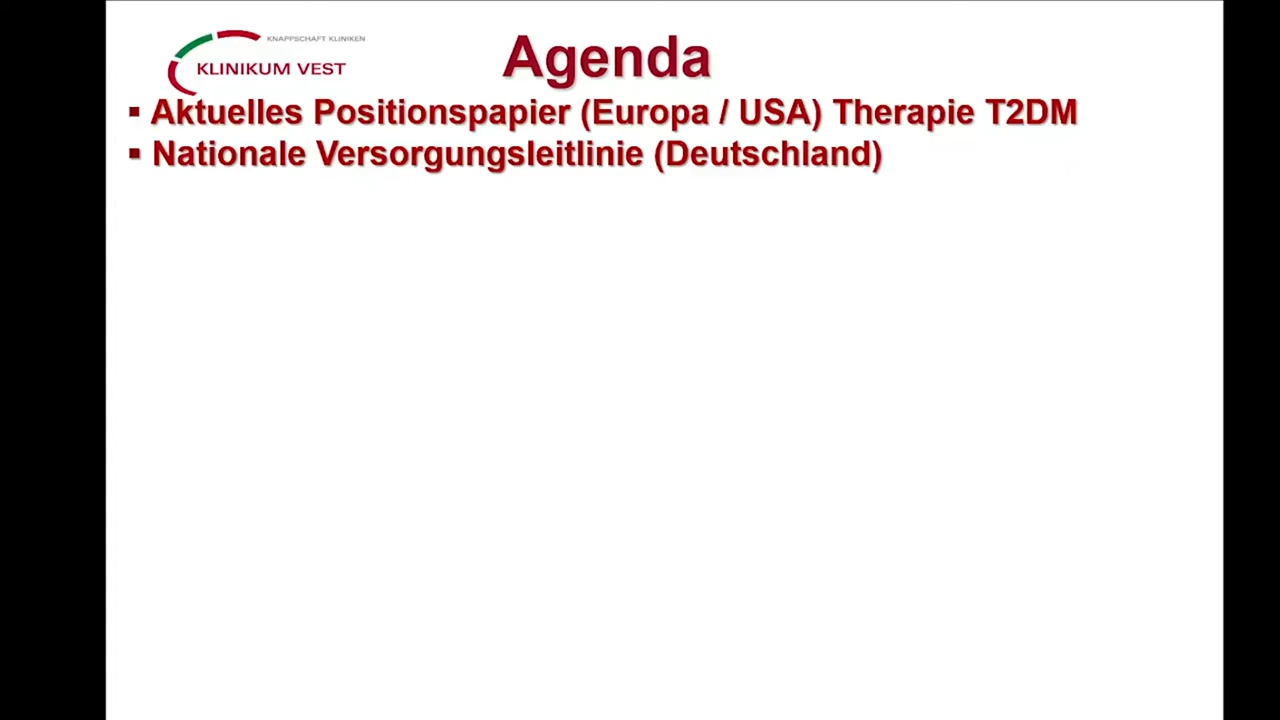 KNAPPSCHAFT KLINIKEN
KLINIKUM VEST
Agenda
▪ Aktuelles Positionspapier (Europa / USA) Therapie T2DM
▪ Nationale Versorgungsleitlinie (Deutschland)